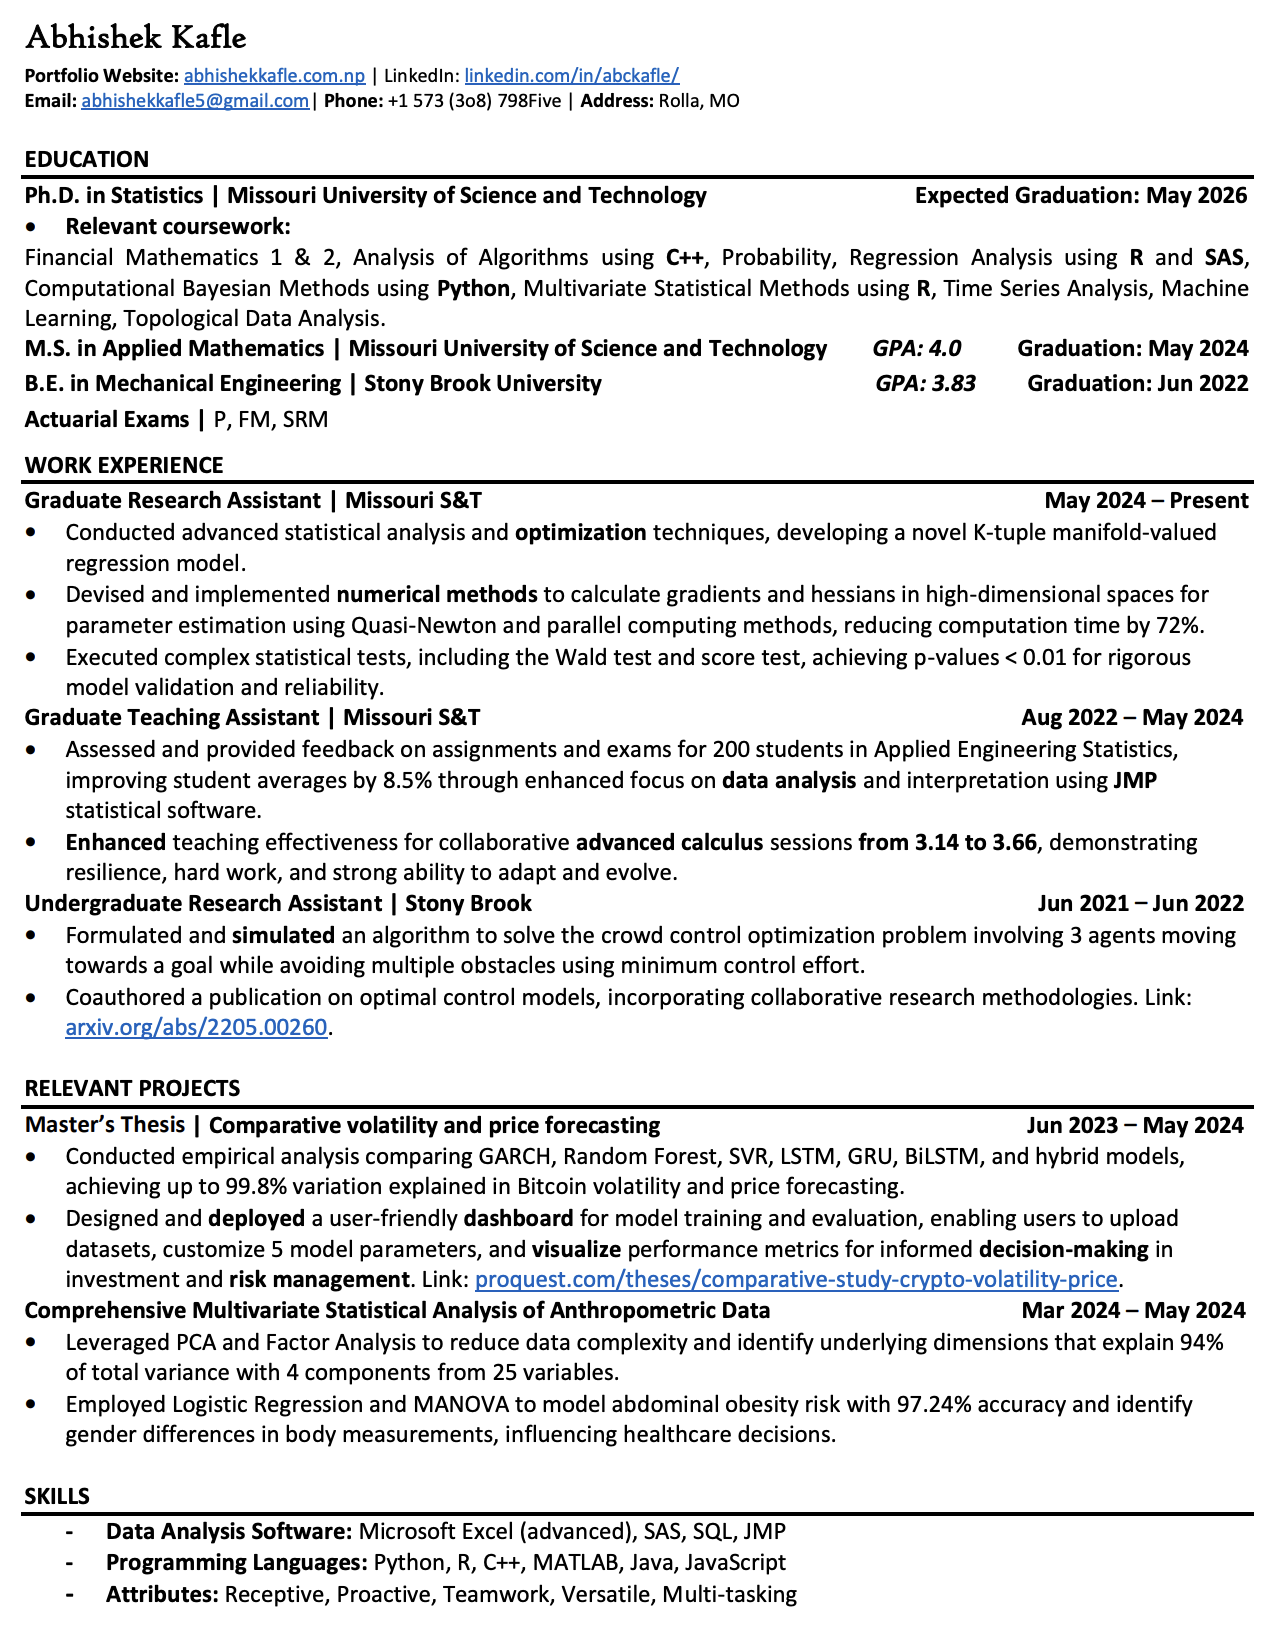 Abhishek Kafle
Portfolio Website: abhishekkafle.com.np | LinkedIn: linkedin.com/in/abckafle/
Email: abhishekkafle5@gmail.com| Phone: +1 573 (3o8) 798Five | Address: Rolla, MO
EDUCATION
Ph.D. in Statistics | Missouri University of Science and Technology Expected Graduation: May 2026
• Relevant coursework:
Financial Mathematics 1 & 2, Analysis of Algorithms using C++, Probability, Regression Analysis using R and SAS,
Computational Bayesian Methods using Python, Multivariate Statistical Methods using R, Time Series Analysis, Machine
Learning, Topological Data Analysis.
M.S. in Applied Mathematics | Missouri University of Science and Technology GPA: 4.0 Graduation: May 2024
B.E. in Mechanical Engineering | Stony Brook University GPA: 3.83 Graduation: Jun 2022
Actuarial Exams | P, FM, SRM
WORK EXPERIENCE
Graduate Research Assistant | Missouri S&T May 2024 – Present
• Conducted advanced statistical analysis and optimization techniques, developing a novel K-tuple manifold-valued
regression model.
• Devised and implemented numerical methods to calculate gradients and hessians in high-dimensional spaces for
parameter estimation using Quasi-Newton and parallel computing methods, reducing computation time by 72%.
• Executed complex statistical tests, including the Wald test and score test, achieving p-values < 0.01 for rigorous
model validation and reliability.
Graduate Teaching Assistant | Missouri S&T Aug 2022 – May 2024
• Assessed and provided feedback on assignments and exams for 200 students in Applied Engineering Statistics,
improving student averages by 8.5% through enhanced focus on data analysis and interpretation using JMP
statistical software.
• Enhanced teaching effectiveness for collaborative advanced calculus sessions from 3.14 to 3.66, demonstrating
resilience, hard work, and strong ability to adapt and evolve.
Undergraduate Research Assistant | Stony Brook Jun 2021 – Jun 2022
• Formulated and simulated an algorithm to solve the crowd control optimization problem involving 3 agents moving
towards a goal while avoiding multiple obstacles using minimum control effort.
• Coauthored a publication on optimal control models, incorporating collaborative research methodologies. Link:
arxiv.org/abs/2205.00260.
RELEVANT PROJECTS
Master’s Thesis | Comparative volatility and price forecasting Jun 2023 – May 2024
• Conducted empirical analysis comparing GARCH, Random Forest, SVR, LSTM, GRU, BiLSTM, and hybrid models,
achieving up to 99.8% variation explained in Bitcoin volatility and price forecasting.
• Designed and deployed a user-friendly dashboard for model training and evaluation, enabling users to upload
datasets, customize 5 model parameters, and visualize performance metrics for informed decision-making in
investment and risk management. Link: proquest.com/theses/comparative-study-crypto-volatility-price.
Comprehensive Multivariate Statistical Analysis of Anthropometric Data Mar 2024 – May 2024
• Leveraged PCA and Factor Analysis to reduce data complexity and identify underlying dimensions that explain 94%
of total variance with 4 components from 25 variables.
• Employed Logistic Regression and MANOVA to model abdominal obesity risk with 97.24% accuracy and identify
gender differences in body measurements, influencing healthcare decisions.
SKILLS
- Data Analysis Software: Microsoft Excel (advanced), SAS, SQL, JMP
- Programming Languages: Python, R, C++, MATLAB, Java, JavaScript
- Attributes: Receptive, Proactive, Teamwork, Versatile, Multi-tasking